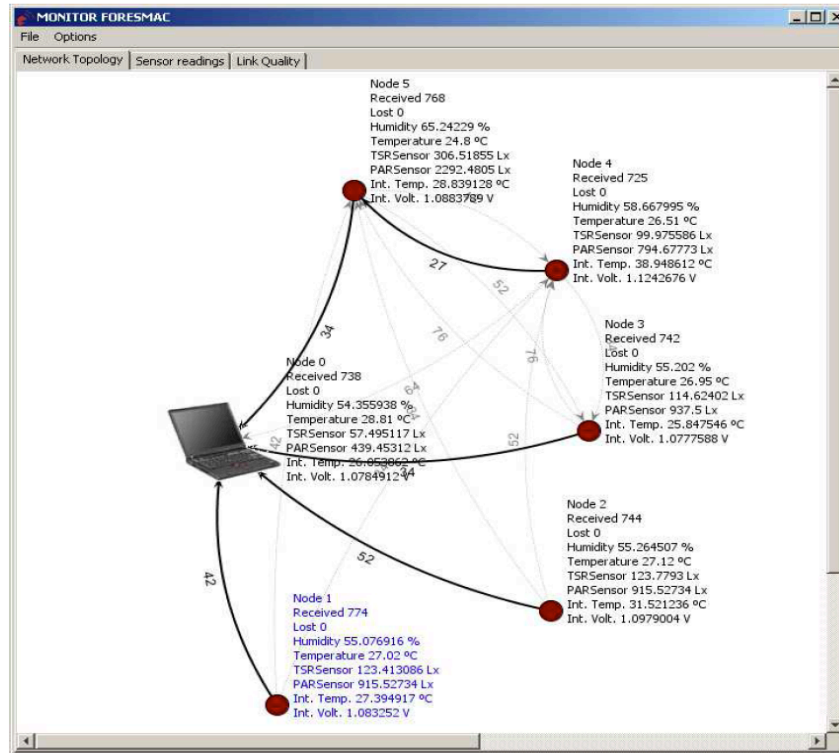 MONITOR FORESMAC
File Options
Network Topology Sensor readings Link Quality
Node 5
Received 768
Lost 0
Humidity 65.24229 %
Temperature 24.8 ºC
TSRSensor 306.51855 Lx
PARSensor 2292.4805 Lx
Int. Temp. 28.839128 ºC
Int. Volt. 1.0883789 V
Node 4
Received 725
Lost 0
Humidity 58.667995 %
Temperature 26.51 ºC
TSRSensor 99.975586 Lx
PARSensor 794.67773 Lx
Int. Temp. 38.948612 ºC
Int. Volt. 1.1242676 V
27
52
34
76
76
Node 3
Received 742
Lost 0
Humidity 55.202 %
Temperature 26.95 ºC
TSRSensor 114.62402 Lx
PARSensor 937.5 Lx
Int. Temp. 25.847546 ºC
Int. Volt. 1.0777588 V
Node 0
Received 738
Lost 0
Humidity 54.355938 %
Temperature 28.81 ºC
TSRSensor 57.495117 Lx
PARSensor 439.45312 Lx
Int. Temp. 26.053862 ºC
Int. Volt. 1.0784912 V
42
52
34
Node 2
Received 744
Lost 0
Humidity 55.264507 %
Temperature 27.12 ºC
TSRSensor 123.7793 Lx
PARSensor 915.52734 Lx
Int. Temp. 31.521236 ºC
Int. Volt. 1.0979004 V
52
42
Node 1
Received 774
Lost 0
Humidity 55.076916 %
Temperature 27.02 ºC
TSRSensor 123.413086 Lx
PARSensor 915.52734 Lx
Int. Temp. 27.394917 ºC
Int. Volt. 1.083252 V